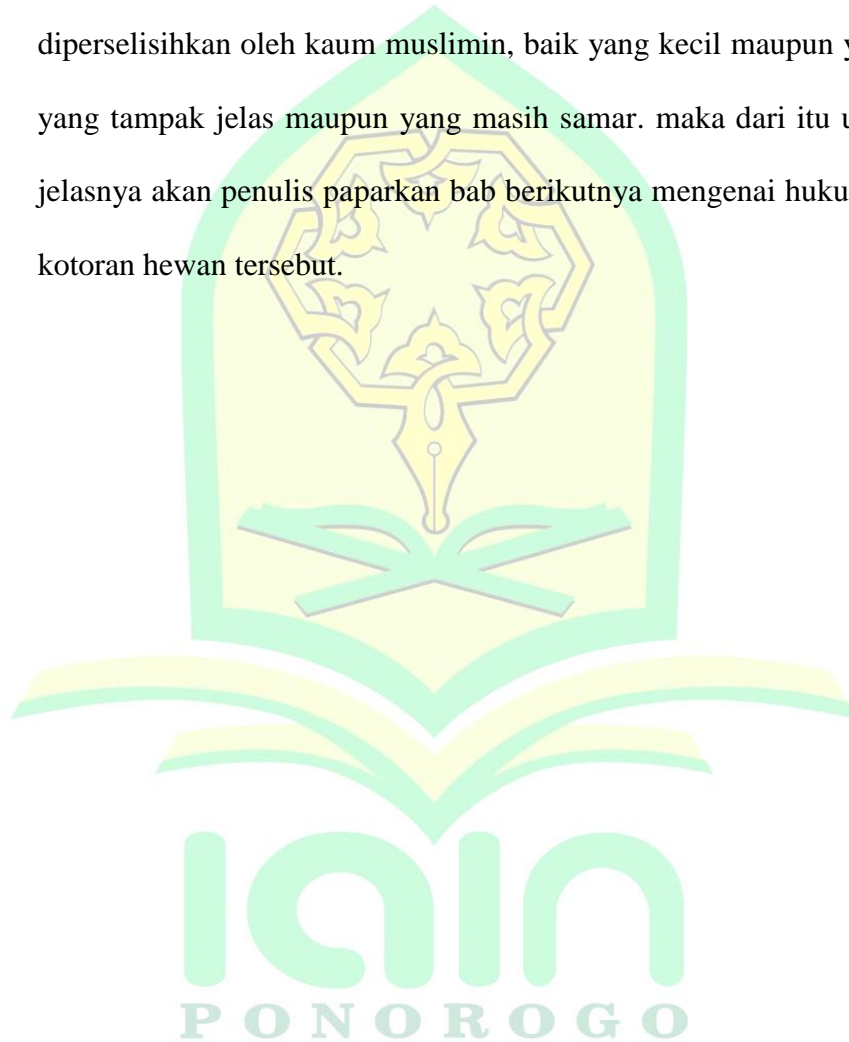 diperselisihkan oleh kaum muslimin, baik yang kecil maupun
yang tampak jelas maupun yang masih samar. maka dari itu
jelasnya akan penulis paparkan bab berikutnya mengenai
kotoran hewan tersebut.
iain
PONOROGO